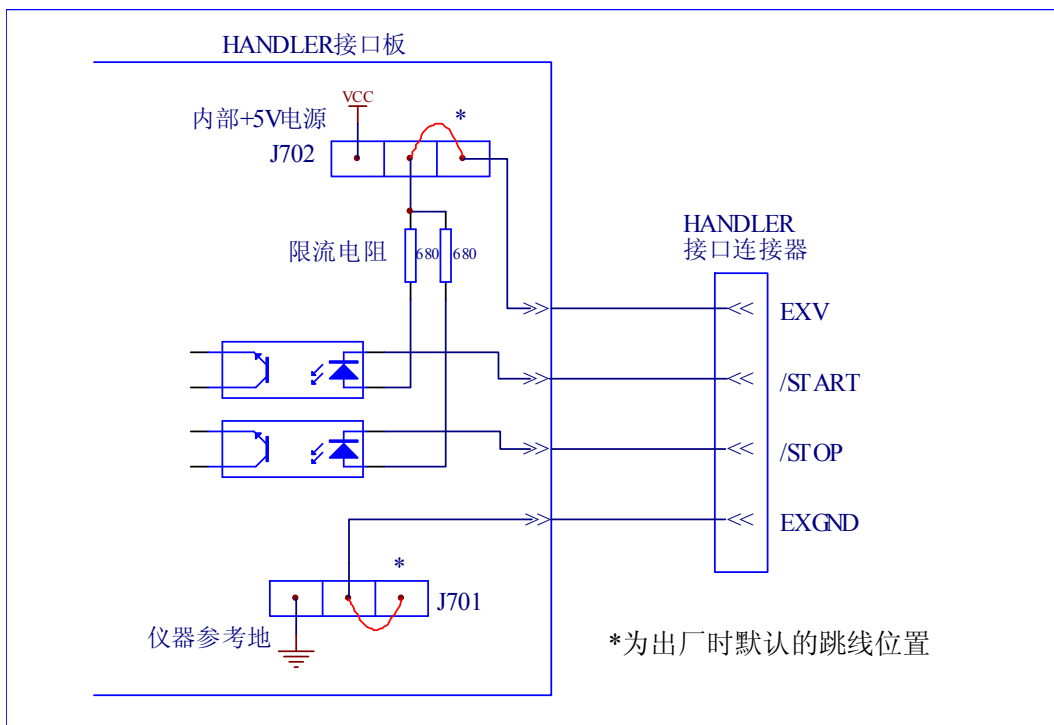 HANDLER接口板
VCC
内部+5V电源
*
J702
HANDLER
接口连接器
限流电阻
680
680
EXV
/START
/STOP
EXGND
*
J701
仪器参考地
*为出厂时默认的跳线位置